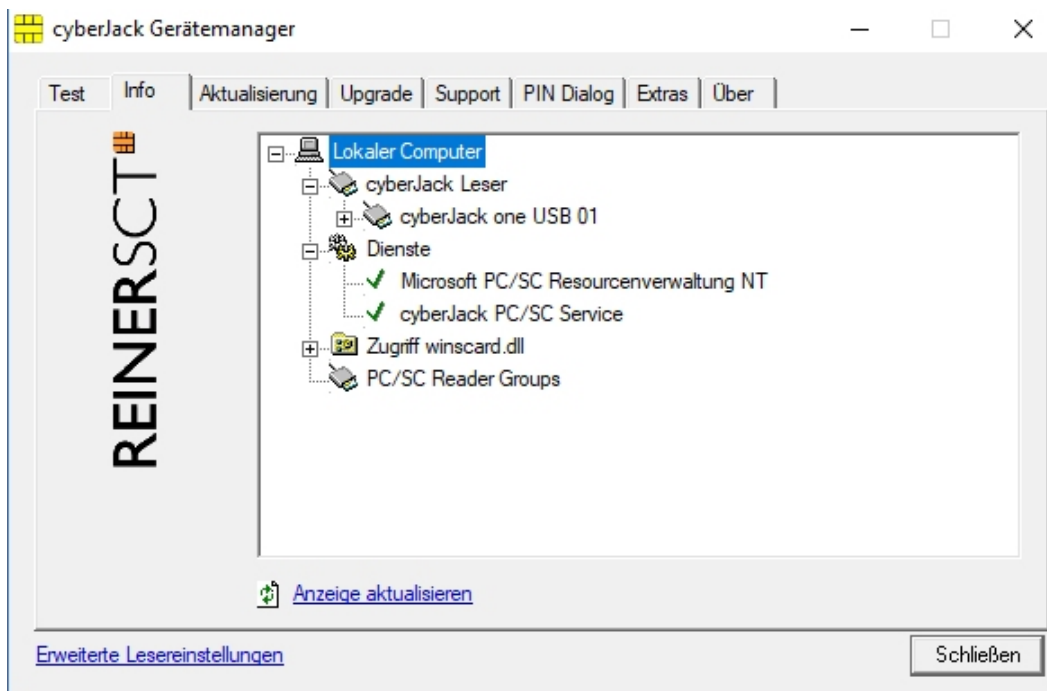 cyberJack Gerätemanager
Test Info Aktualisierung Upgrade Support PIN Dialog Extras Über
REINERSCT
Lokaler Computer
cyberJack Leser
cyberJack one USB 01
Dienste
Microsoft PC/SC Resourcenverwaltung NT
cyberJack PC/SC Service
Zugriff winscard.dll
PC/SC Reader Groups
Anzeige aktualisieren
Erweiterte Lesereinstellungen
Schließen